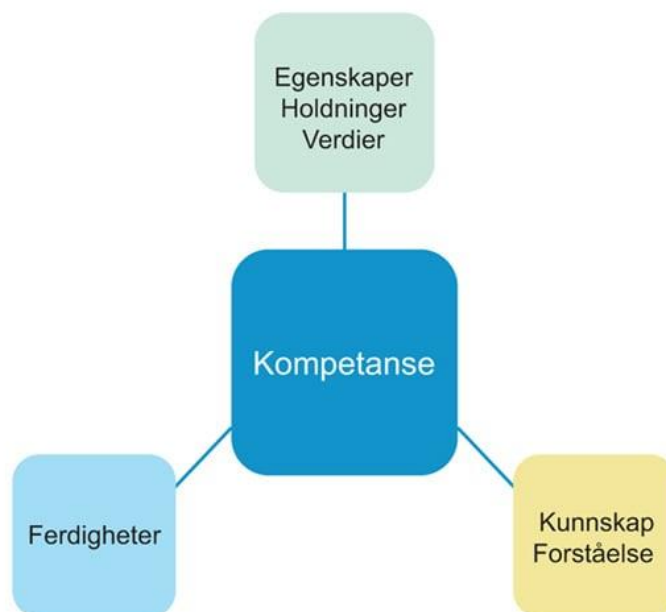 Egenskaper
Holdninger
Verdier
Kompetanse
Ferdigheter
Kunnskap
Forståelse